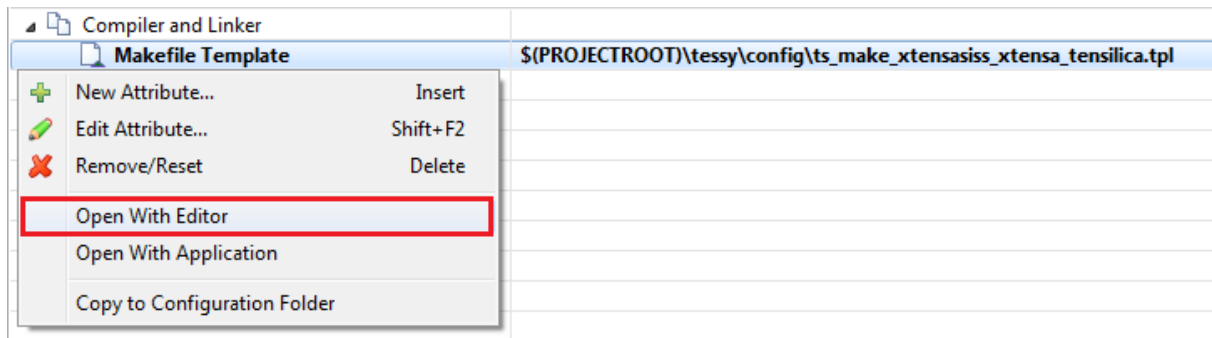 Compiler and Linker
Makefile Template $(PROJECTROOT)\tessy\config\ts_make_xtensasiss_xtensa_tensilica.tpl
New Attribute... Insert
Edit Attribute... Shift+F2
Remove/Reset Delete
Open With Editor
Open With Application
Copy to Configuration Folder